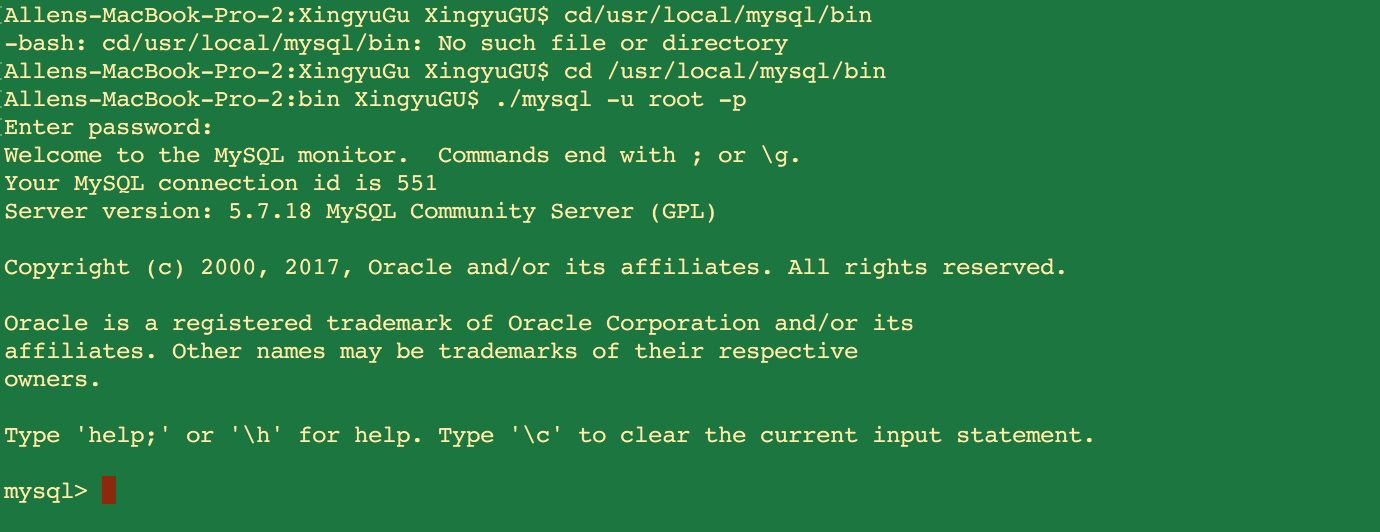 Allens-MacBook-Pro-2:XingyuGu XingyuGU$ cd/usr/local/mysql/bin
-bash: cd/usr/local/mysql/bin: No such file or directory
Allens-MacBook-Pro-2:XingyuGu XingyuGU$ cd /usr/local/mysql/bin
Allens-MacBook-Pro-2:bin XingyuGU$ ./mysql -u root -p
Enter password:
Welcome to the MySQL monitor.  Commands end with ; or \g.
Your MySQL connection id is 551
Server version: 5.7.18 MySQL Community Server (GPL)
Copyright (c) 2000, 2017, Oracle and/or its affiliates. All rights reserved.
Oracle is a registered trademark of Oracle Corporation and/or its
affiliates. Other names may be trademarks of their respective
owners.
Type 'help;' or '\h' for help. Type '\c' to clear the current input statement.
mysql>